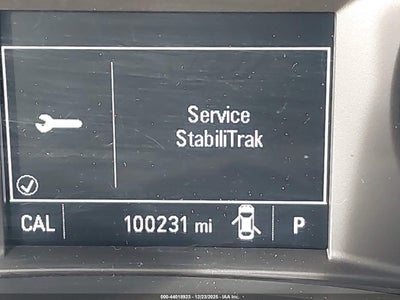 Service
StabiliTrak
CAL 100231 mi P
000-44018923 - 12/23/2025 - IAA Inc.